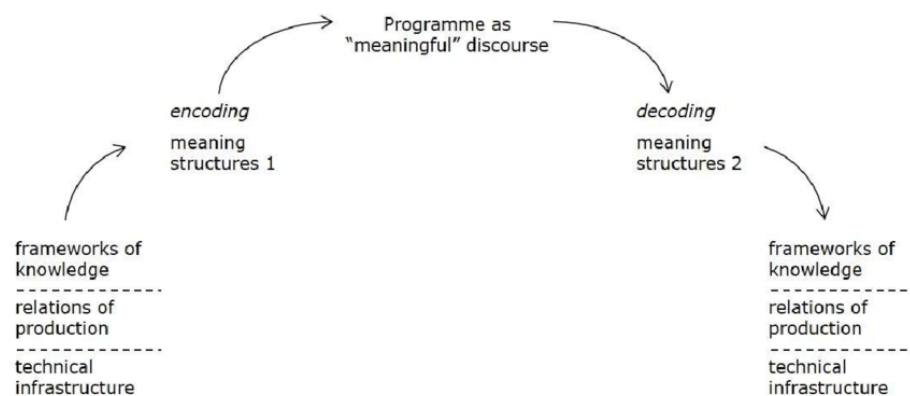 Programme as
“meaningful” discourse
encoding
meaning
structures 1
decoding
meaning
structures 2
frameworks of
knowledge
relations of
production
technical
infrastructure
frameworks of
knowledge
relations of
production
technical
infrastructure